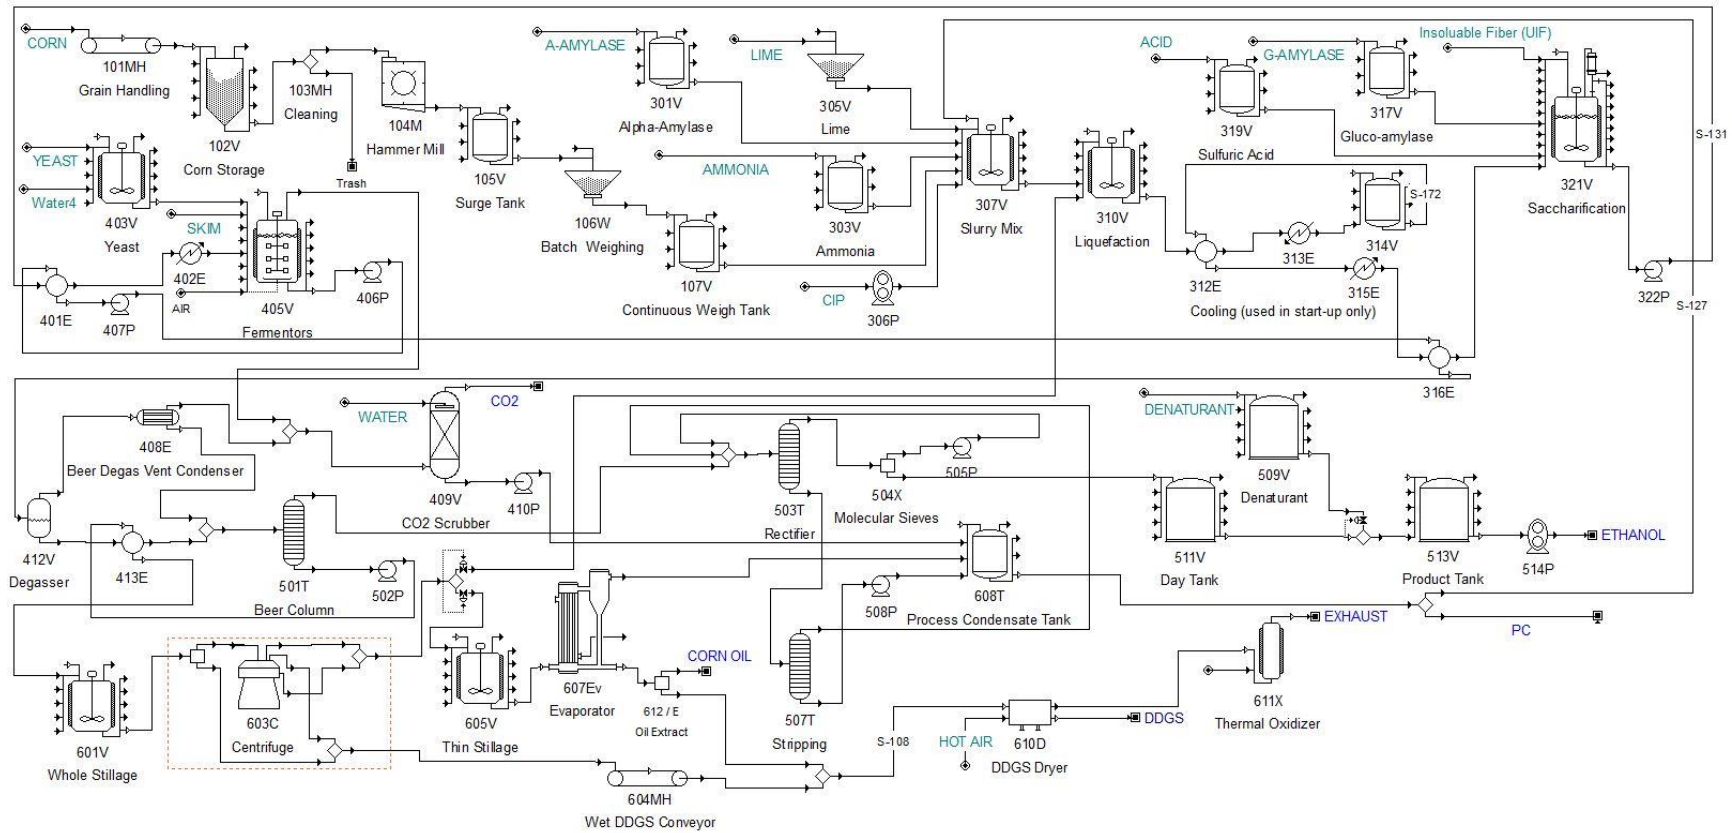 CORN
101MH
Grain Handling
102V
Corn Storage
103MH
Cleaning
Trash
104M
Hammer Mill
105V
Surge Tank
106W
Batch Weighing
107V
Continuous Weigh Tank
A-AMYLASE
301V
Alpha-Amylase
LIME
305V
Lime
AMMONIA
303V
Ammonia
CIP
306P
307V
Slurry Mix
310V
Liquefaction
ACID
319V
Sulfuric Acid
G-AMYLASE
317V
Gluco-amylase
Insoluable Fiber (UIF)
321V
Saccharification
S-131
S-172
314V
313E
312E
315E
Cooling (used in start-up only)
322P
S-127
316E
YEAST
Water4
403V
Yeast
SKIM
402E
AIR
405V
Fermentors
406P
401E
407P
408E
Beer Degas Vent Condenser
WATER
CO2
409V
CO2 Scrubber
410P
412V
Degasser
413E
501T
Beer Column
502P
503T
Rectifier
504X
Molecular Sieves
505P
DENATURANT
509V
Denaturant
511V
Day Tank
513V
Product Tank
514P
ETHANOL
508P
608T
Process Condensate Tank
PC
507T
Stripping
601V
Whole Stillage
603C
Centrifuge
605V
Thin Stillage
607Ev
Evaporator
CORN OIL
612 / E
Oil Extract
604MH
Wet DDGS Conveyor
S-108
HOT AIR
610D
DDGS Dryer
DDGS
611X
Thermal Oxidizer
EXHAUST